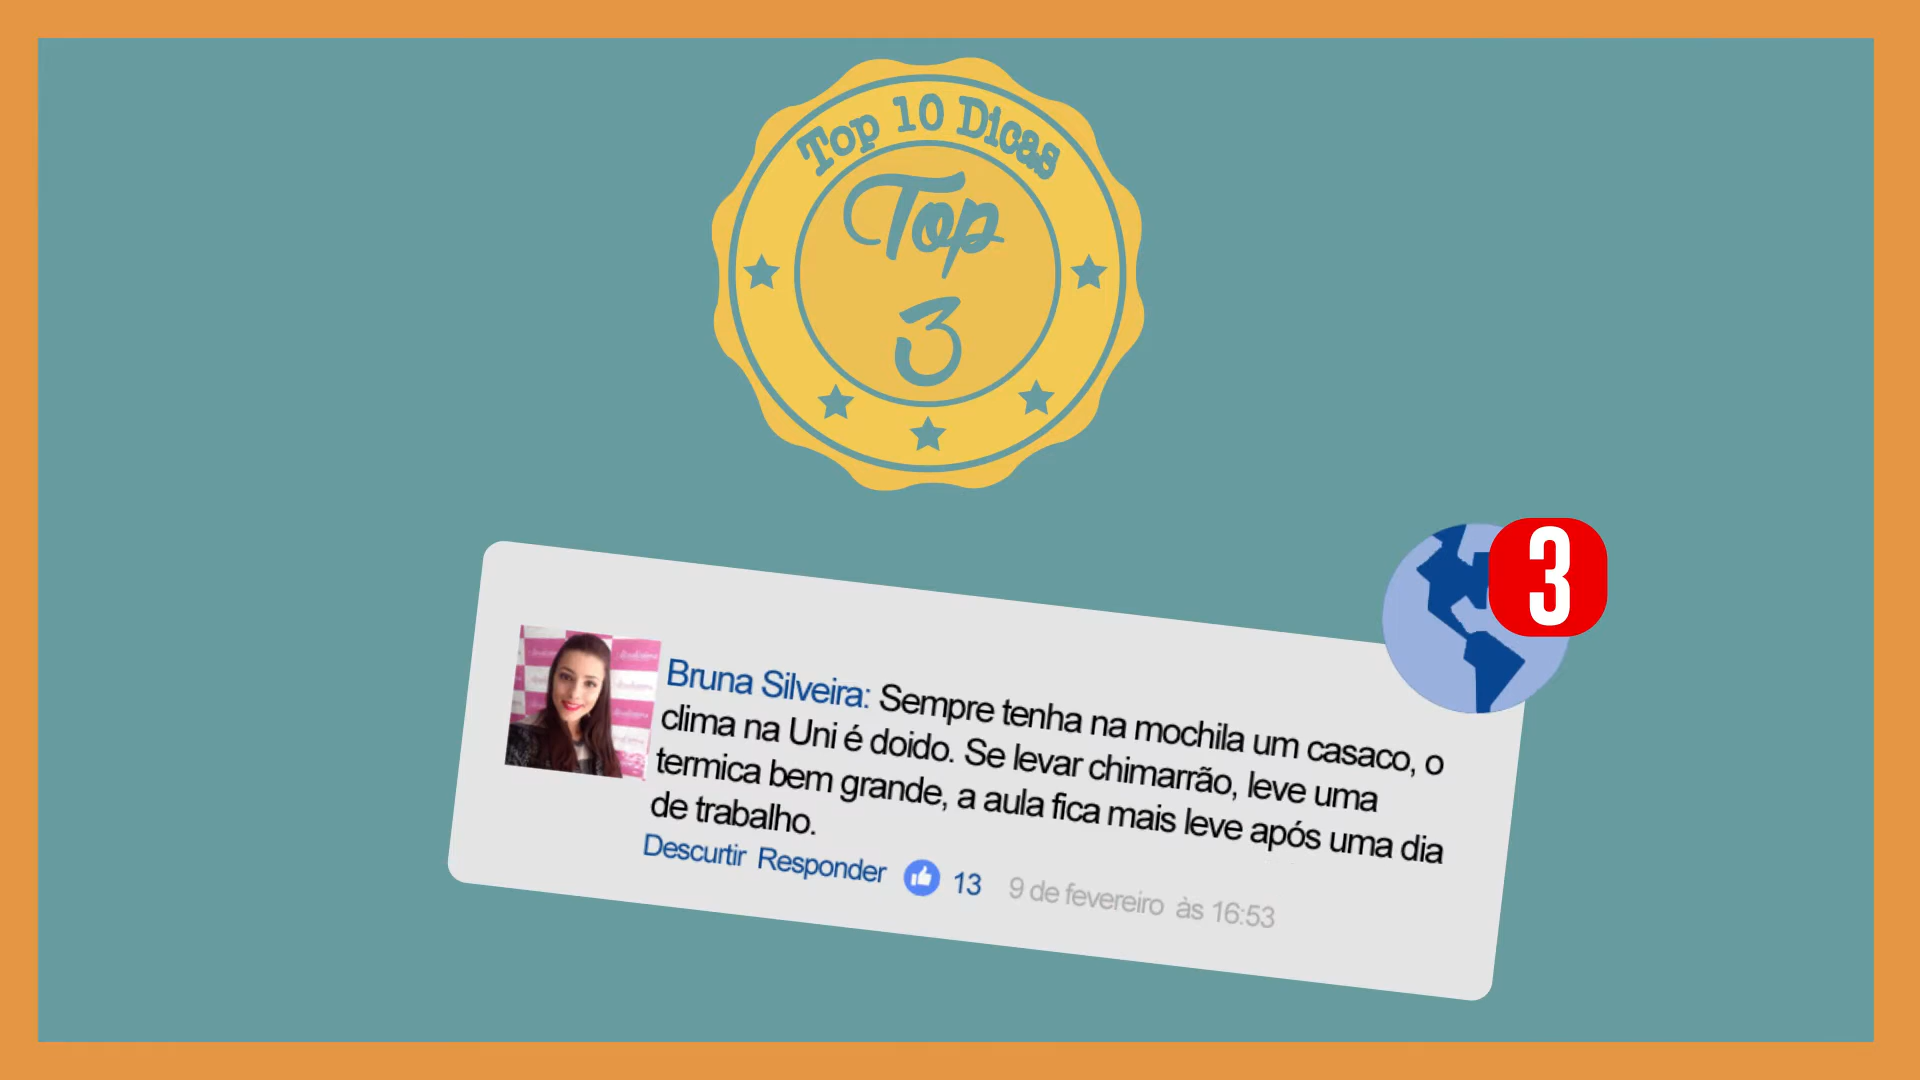 Top 10 Dicas
Top
3
3
Bruna Silveira: Sempre tenha na mochila um casaco, o
clima na Uni é doido. Se levar chimarrão, leve uma
termica bem grande, a aula fica mais leve após uma dia
de trabalho.
Descurtir Responder 13 9 de fevereiro às 16:53